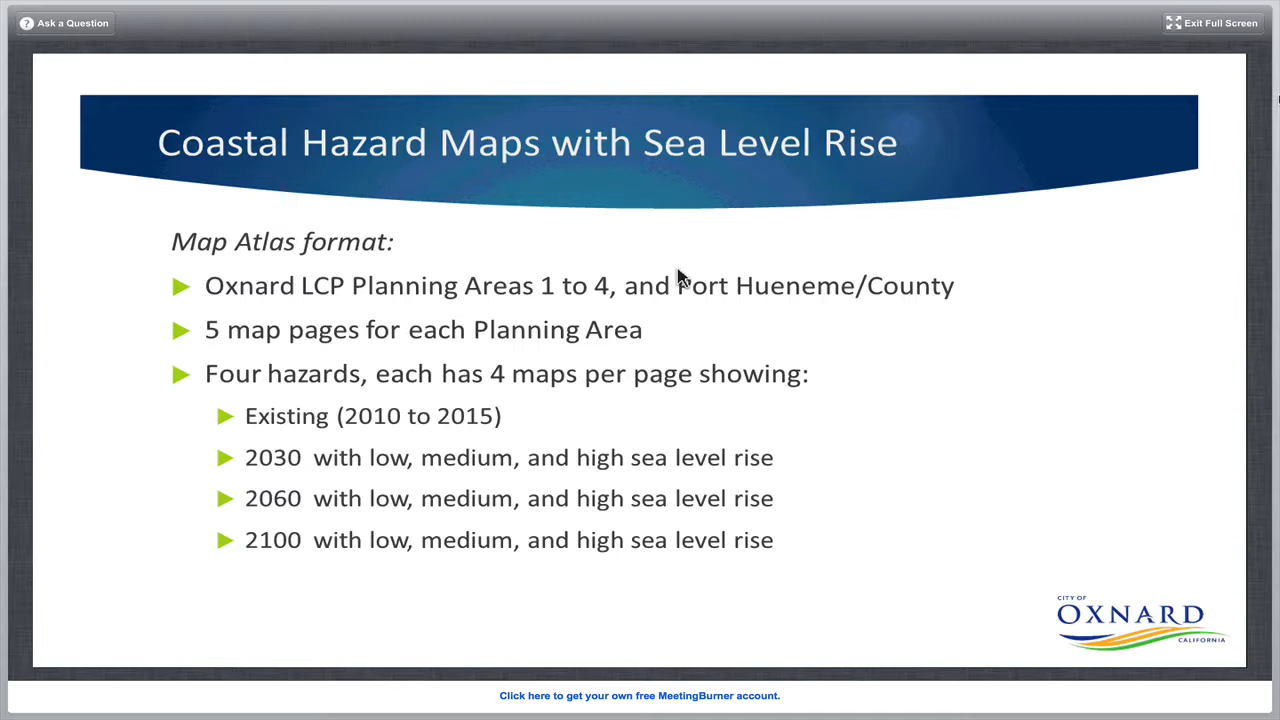 Ask a Question
Exit Full Screen
Coastal Hazard Maps with Sea Level Rise
Map Atlas format:
Oxnard LCP Planning Areas 1 to 4, and Port Hueneme/County
5 map pages for each Planning Area
Four hazards, each has 4 maps per page showing:
Existing (2010 to 2015)
2030 with low, medium, and high sea level rise
2060 with low, medium, and high sea level rise
2100 with low, medium, and high sea level rise
CITY OF
OXNARD
CALIFORNIA
Click here to get your own free MeetingBurner account.